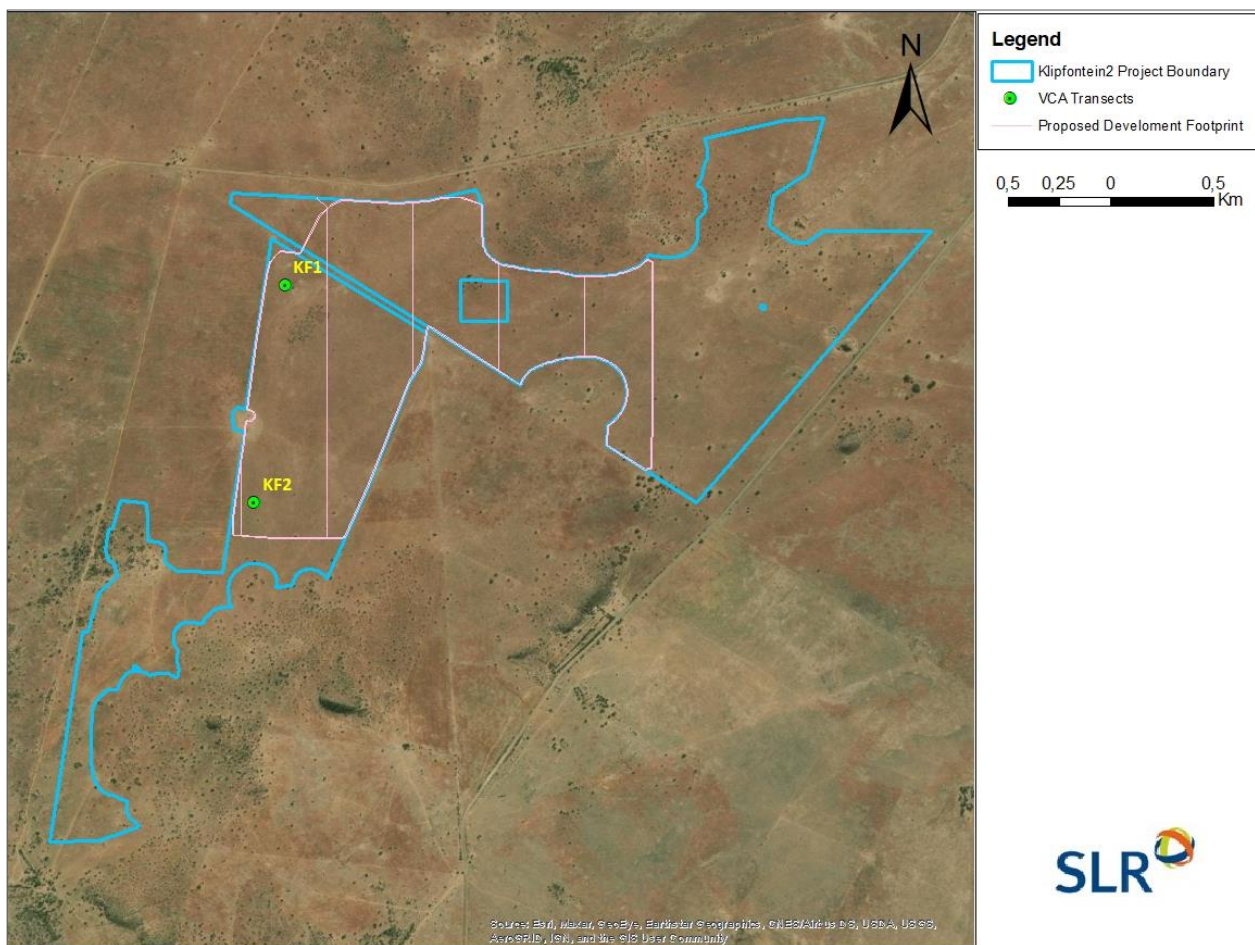 N
KF1
KF2
Source: Esri, Maxar, GeoEye, Earthstar Geographics, CNES/Airbus DS, USDA, USGS,
AeroGRID, IGN, and the GIS User Community
Legend
Klipfontein2 Project Boundary
VCA Transects
Proposed Develoment Footprint
0,5 0,25 0 0,5
Km
SLR